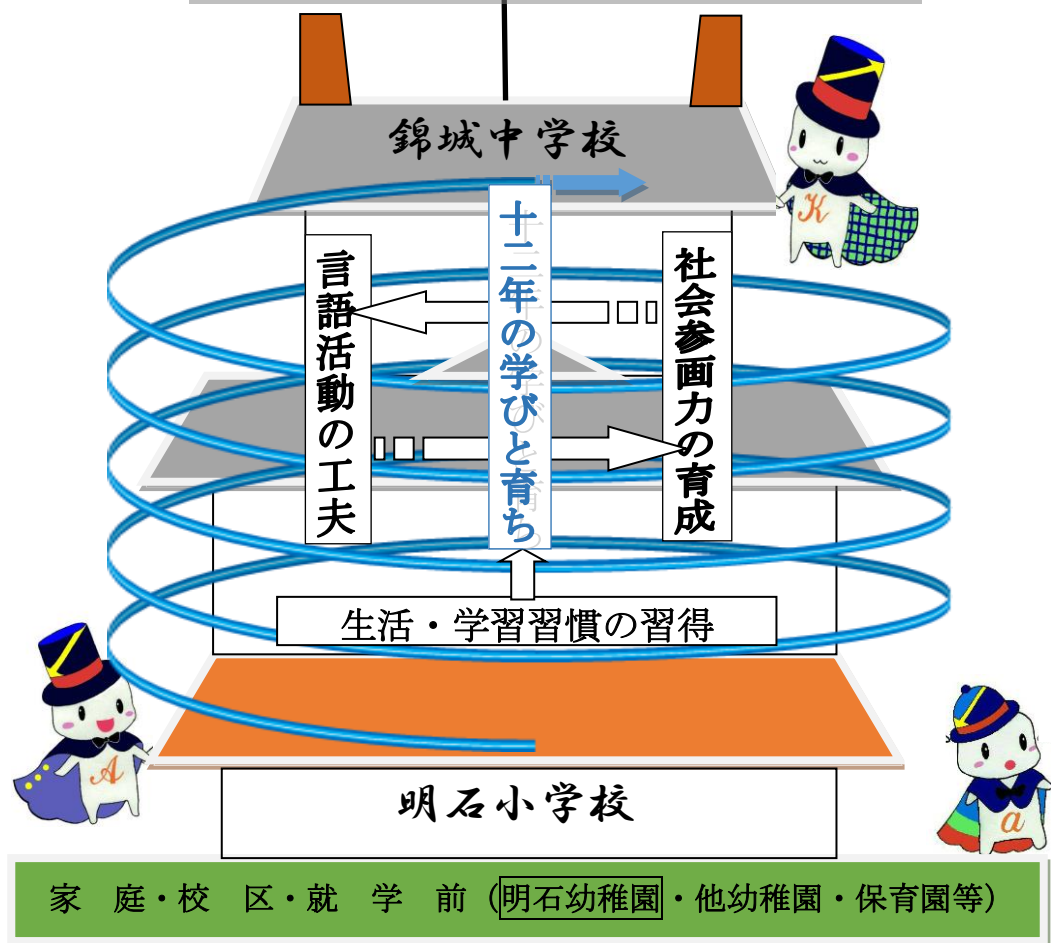 錦城中学校
K
十二年の学びと育ち
言語活動の工夫
社会参画力の育成
生活・学習習慣の習得
A
a
明石小学校
家　庭・校　区・就　学　前（明石幼稚園・他幼稚園・保育園等）